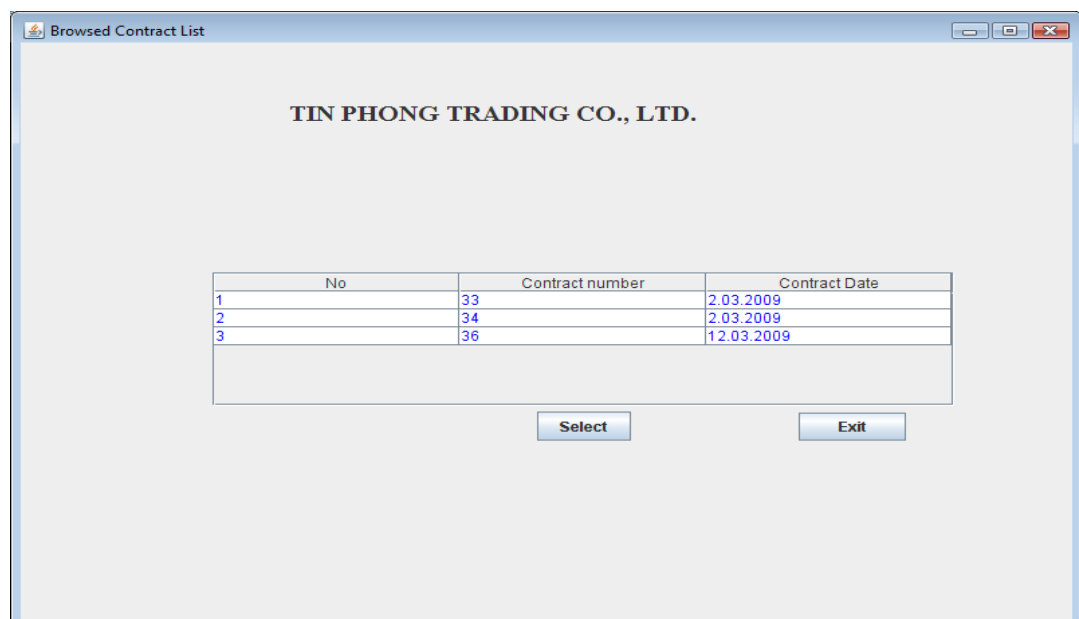 Browsed Contract List
TIN PHONG TRADING CO., LTD.
No Contract number Contract Date
1 33 2.03.2009
2 34 2.03.2009
3 36 12.03.2009
Select Exit